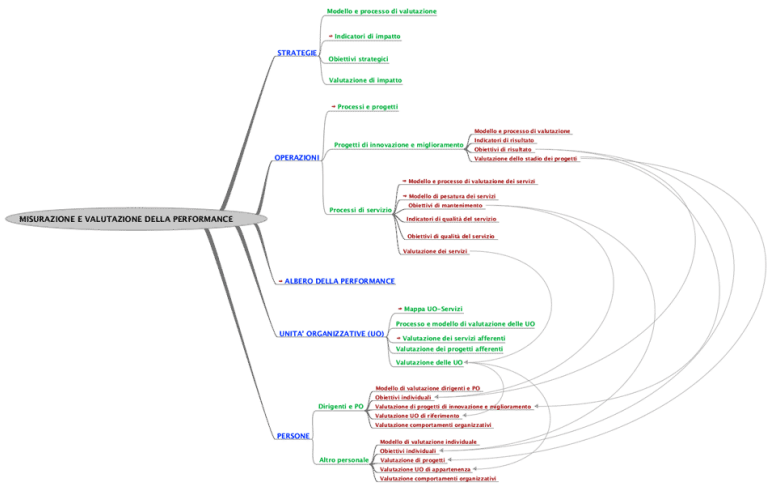 MISURAZIONE E VALUTAZIONE DELLA PERFORMANCE
STRATEGIE
Modello e processo di valutazione
Indicatori di impatto
Obiettivi strategici
Valutazione di impatto
OPERAZIONI
Processi e progetti
Progetti di innovazione e miglioramento
Modello e processo di valutazione
Indicatori di risultato
Obiettivi di risultato
Valutazione dello stadio dei progetti
Processi di servizio
Modello e processo di valutazione dei servizi
Modello di pesatura dei servizi
Obiettivi di mantenimento
Indicatori di qualità del servizio
Obiettivi di qualità del servizio
Valutazione dei servizi
ALBERO DELLA PERFORMANCE
UNITA' ORGANIZZATIVE (UO)
Mappa UO-Servizi
Processo e modello di valutazione delle UO
Valutazione dei servizi afferenti
Valutazione dei progetti afferenti
Valutazione delle UO
PERSONE
Dirigenti e PO
Modello di valutazione dirigenti e PO
Obiettivi individuali
Valutazione di progetti di innovazione e miglioramento
Valutazione UO di riferimento
Valutazione comportamenti organizzativi
Altro personale
Modello di valutazione individuale
Obiettivi individuali
Valutazione di progetti
Valutazione UO di appartenenza
Valutazione comportamenti organizzativi